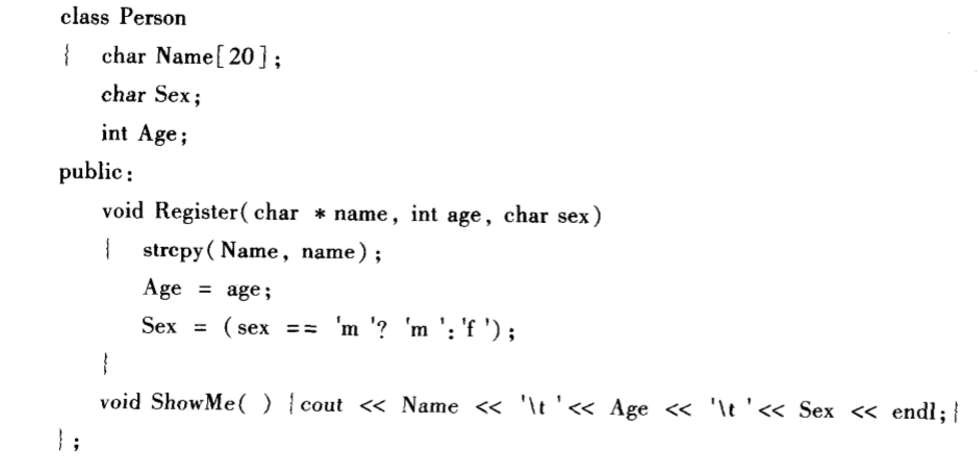 class Person
{ char Name[20];
char Sex;
int Age;
public:
void Register(char * name, int age, char sex)
{ strcpy(Name, name);
Age = age;
Sex = (sex == 'm'? 'm':'f');
}
void ShowMe( ) {cout << Name << '\t'<< Age << '\t'<< Sex << endl;}
};